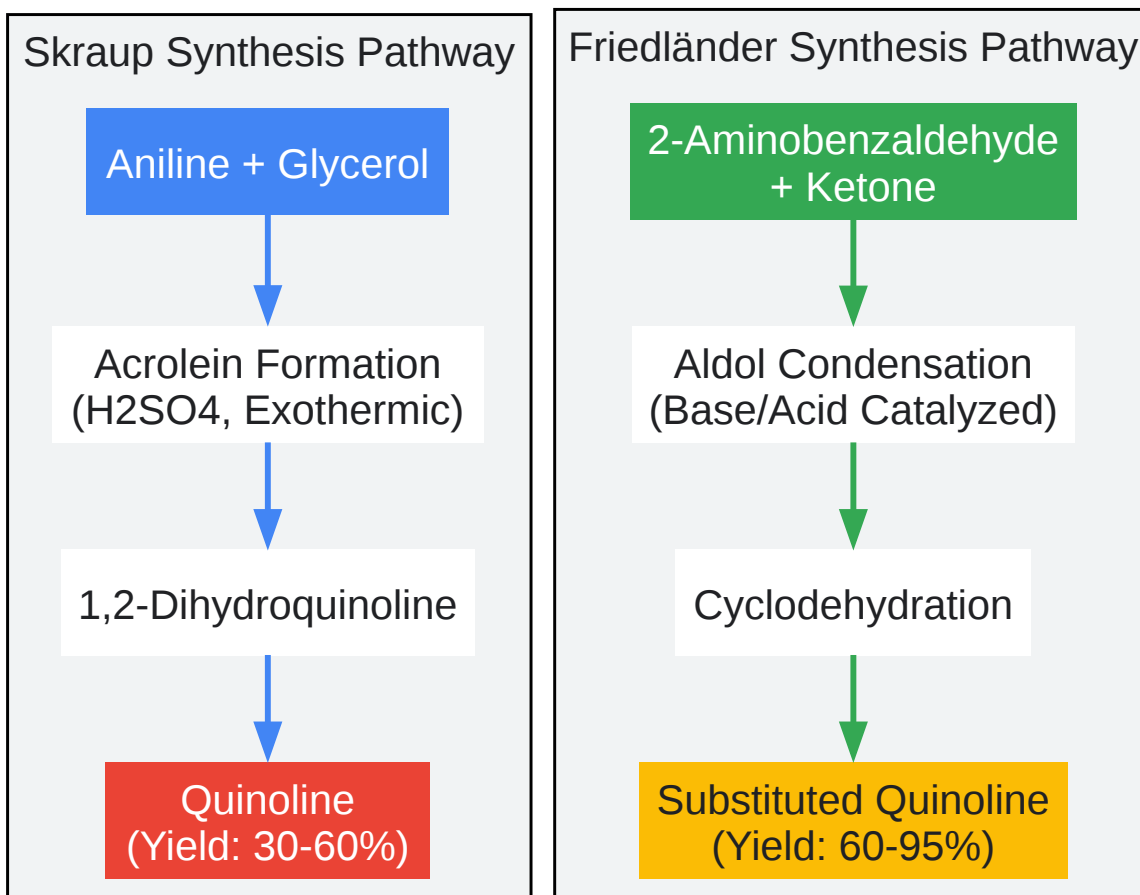 Skraup Synthesis Pathway
Aniline + Glycerol
Acrolein Formation
(H2SO4, Exothermic)
1,2-Dihydroquinoline
Quinoline
(Yield: 30-60%)
Friedländer Synthesis Pathway
2-Aminobenzaldehyde
+ Ketone
Aldol Condensation
(Base/Acid Catalyzed)
Cyclodehydration
Substituted Quinoline
(Yield: 60-95%)